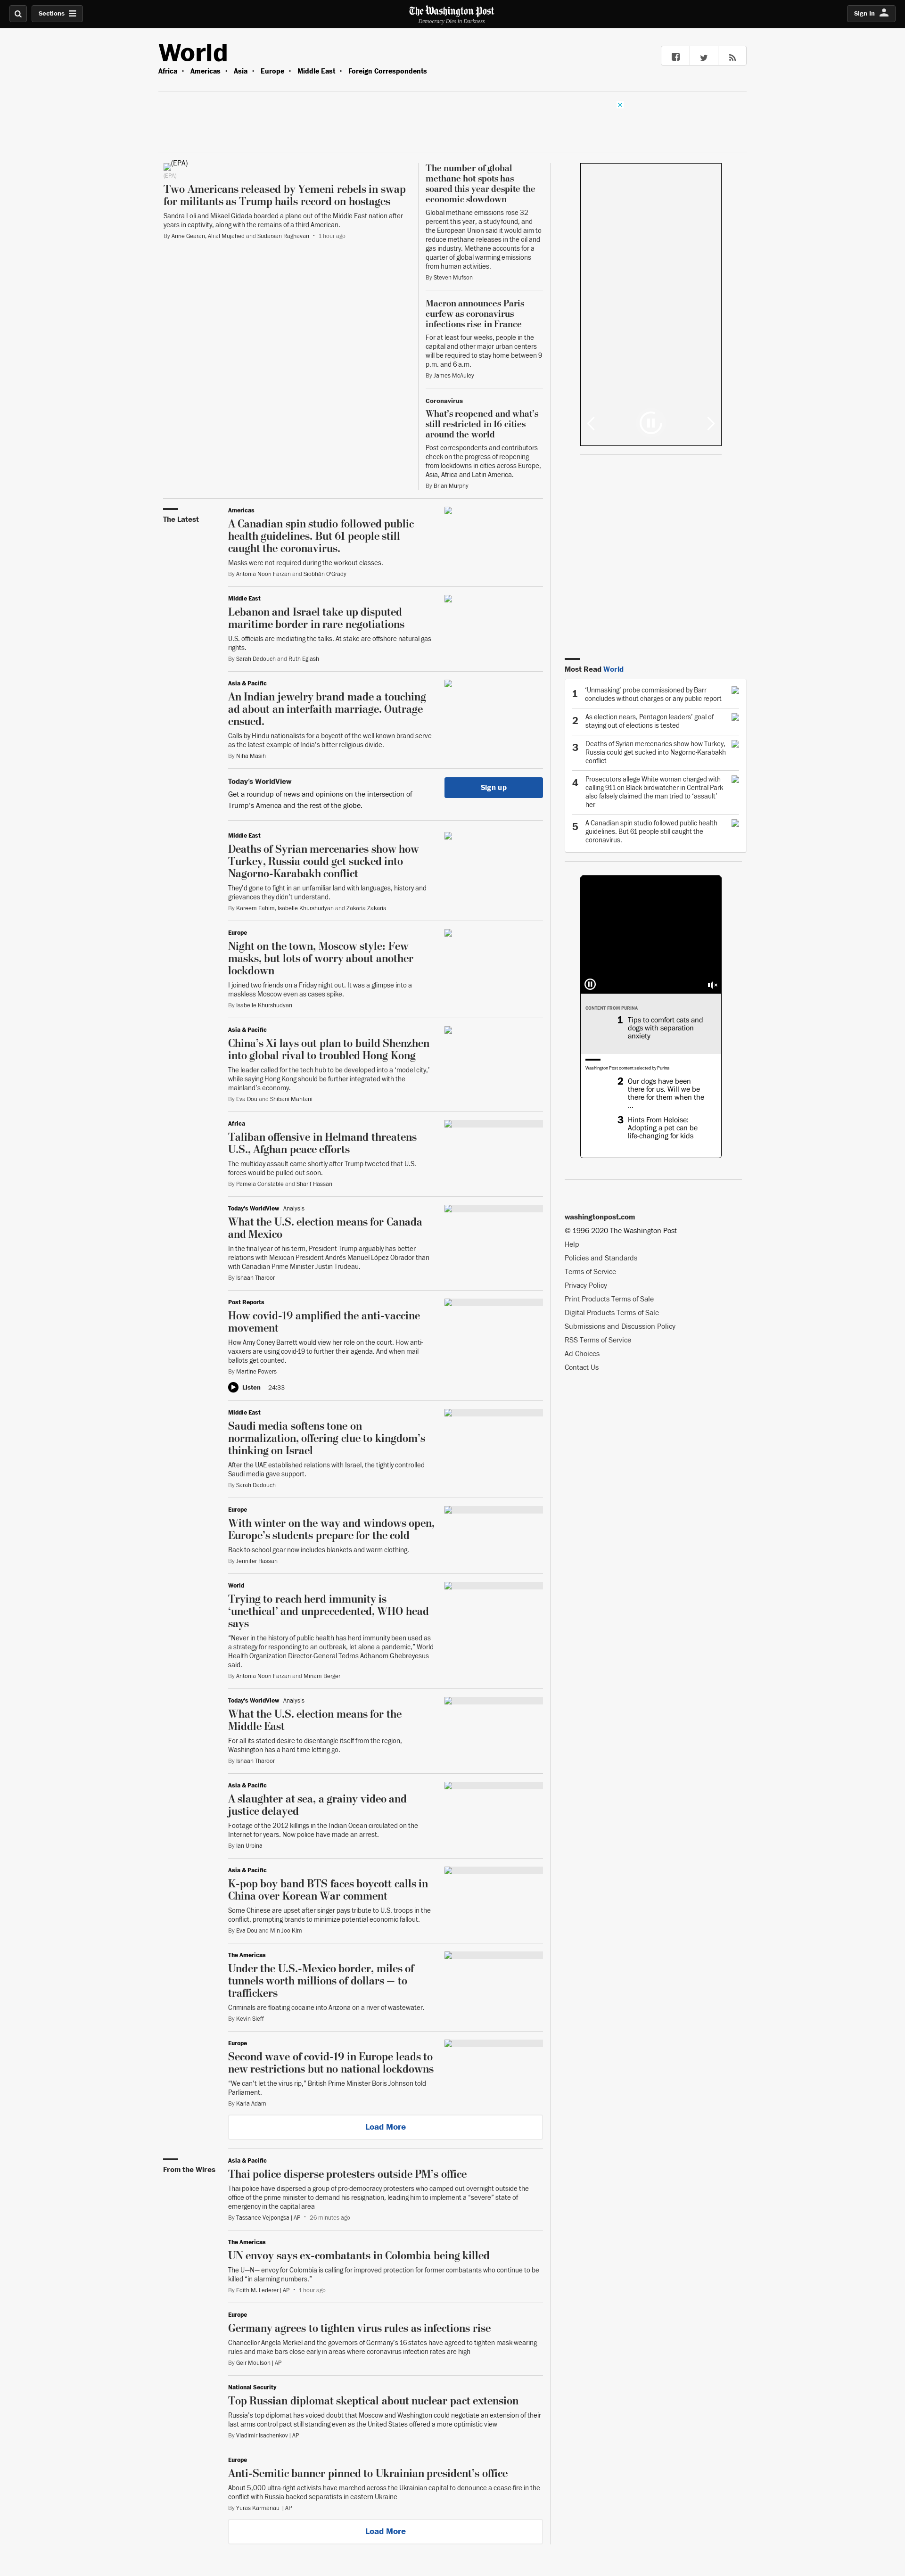 Sections
The Washington Post
Democracy Dies in Darkness
Sign In
World
Africa • Americas • Asia • Europe • Middle East • Foreign Correspondents
(EPA)
(EPA)
Two Americans released by Yemeni rebels in swap
for militants as Trump hails record on hostages
Sandra Loli and Mikael Gidada boarded a plane out of the Middle East nation after
years in captivity, along with the remains of a third American.
By Anne Gearan, Ali al Mujahed and Sudarsan Raghavan • 1 hour ago
The number of global
methane hot spots has
soared this year despite the
economic slowdown
Global methane emissions rose 32
percent this year, a study found, and
the European Union said it would aim to
reduce methane releases in the oil and
gas industry. Methane accounts for a
quarter of global warming emissions
from human activities.
By Steven Mufson
Macron announces Paris
curfew as coronavirus
infections rise in France
For at least four weeks, people in the
capital and other major urban centers
will be required to stay home between 9
p.m. and 6 a.m.
By James McAuley
Coronavirus
What's reopened and what's
still restricted in 16 cities
around the world
Post correspondents and contributors
check on the progress of reopening
from lockdowns in cities across Europe,
Asia, Africa and Latin America.
By Brian Murphy
The Latest
Americas
A Canadian spin studio followed public
health guidelines. But 61 people still
caught the coronavirus.
Masks were not required during the workout classes.
By Antonia Noori Farzan and Siobhán O'Grady
Middle East
Lebanon and Israel take up disputed
maritime border in rare negotiations
U.S. officials are mediating the talks. At stake are offshore natural gas
rights.
By Sarah Dadouch and Ruth Eglash
Asia & Pacific
An Indian jewelry brand made a touching
ad about an interfaith marriage. Outrage
ensued.
Calls by Hindu nationalists for a boycott of the well-known brand serve
as the latest example of India's bitter religious divide.
By Niha Masih
Today's WorldView
Get a roundup of news and opinions on the intersection of
Trump's America and the rest of the globe.
Sign up
Middle East
Deaths of Syrian mercenaries show how
Turkey, Russia could get sucked into
Nagorno-Karabakh conflict
They'd gone to fight in an unfamiliar land with languages, history and
grievances they didn't understand.
By Kareem Fahim, Isabelle Khurshudyan and Zakaria Zakaria
Europe
Night on the town, Moscow style: Few
masks, but lots of worry about another
lockdown
I joined two friends on a Friday night out. It was a glimpse into a
maskless Moscow even as cases spike.
By Isabelle Khurshudyan
Asia & Pacific
China's Xi lays out plan to build Shenzhen
into global rival to troubled Hong Kong
The leader called for the tech hub to be developed into a 'model city,'
while saying Hong Kong should be further integrated with the
mainland's economy.
By Eva Dou and Shibani Mahtani
Africa
Taliban offensive in Helmand threatens
U.S., Afghan peace efforts
The multiday assault came shortly after Trump tweeted that U.S.
forces would be pulled out soon.
By Pamela Constable and Sharif Hassan
Today's WorldView Analysis
What the U.S. election means for Canada
and Mexico
In the final year of his term, President Trump arguably has better
relations with Mexican President Andrés Manuel López Obrador than
with Canadian Prime Minister Justin Trudeau.
By Ishaan Tharoor
Post Reports
How covid-19 amplified the anti-vaccine
movement
How Amy Coney Barrett would view her role on the court. How anti-
vaxxers are using covid-19 to further their agenda. And when mail
ballots get counted.
By Martine Powers
Listen 24:33
Middle East
Saudi media softens tone on
normalization, offering clue to kingdom's
thinking on Israel
After the UAE established relations with Israel, the tightly controlled
Saudi media gave support.
By Sarah Dadouch
Europe
With winter on the way and windows open,
Europe's students prepare for the cold
Back-to-school gear now includes blankets and warm clothing.
By Jennifer Hassan
World
Trying to reach herd immunity is
'unethical' and unprecedented, WHO head
says
"Never in the history of public health has herd immunity been used as
a strategy for responding to an outbreak, let alone a pandemic," World
Health Organization Director-General Tedros Adhanom Ghebreyesus
said.
By Antonia Noori Farzan and Miriam Berger
Today's WorldView Analysis
What the U.S. election means for the
Middle East
For all its stated desire to disentangle itself from the region,
Washington has a hard time letting go.
By Ishaan Tharoor
Asia & Pacific
A slaughter at sea, a grainy video and
justice delayed
Footage of the 2012 killings in the Indian Ocean circulated on the
Internet for years. Now police have made an arrest.
By Ian Urbina
Asia & Pacific
K-pop boy band BTS faces boycott calls in
China over Korean War comment
Some Chinese are upset after singer pays tribute to U.S. troops in the
conflict, prompting brands to minimize potential economic fallout.
By Eva Dou and Min Joo Kim
The Americas
Under the U.S.-Mexico border, miles of
tunnels worth millions of dollars — to
traffickers
Criminals are floating cocaine into Arizona on a river of wastewater.
By Kevin Sieff
Europe
Second wave of covid-19 in Europe leads to
new restrictions but no national lockdowns
"We can't let the virus rip," British Prime Minister Boris Johnson told
Parliament.
By Karla Adam
Load More
From the Wires
Asia & Pacific
Thai police disperse protesters outside PM's office
Thai police have dispersed a group of pro-democracy protesters who camped out overnight outside the
office of the prime minister to demand his resignation, leading him to implement a "severe" state of
emergency in the capital area
By Tassanee Vejpongsa | AP • 26 minutes ago
The Americas
UN envoy says ex-combatants in Colombia being killed
The U—N— envoy for Colombia is calling for improved protection for former combatants who continue to be
killed "in alarming numbers."
By Edith M. Lederer | AP • 1 hour ago
Europe
Germany agrees to tighten virus rules as infections rise
Chancellor Angela Merkel and the governors of Germany's 16 states have agreed to tighten mask-wearing
rules and make bars close early in areas where coronavirus infection rates are high
By Geir Moulson | AP
National Security
Top Russian diplomat skeptical about nuclear pact extension
Russia's top diplomat has voiced doubt that Moscow and Washington could negotiate an extension of their
last arms control pact still standing even as the United States offered a more optimistic view
By Vladimir Isachenkov | AP
Europe
Anti-Semitic banner pinned to Ukrainian president's office
About 5,000 ultra-right activists have marched across the Ukrainian capital to denounce a cease-fire in the
conflict with Russia-backed separatists in eastern Ukraine
By Yuras Karmanau | AP
Load More
Most Read World
1 'Unmasking' probe commissioned by Barr
concludes without charges or any public report
2 As election nears, Pentagon leaders' goal of
staying out of elections is tested
3 Deaths of Syrian mercenaries show how Turkey,
Russia could get sucked into Nagorno-Karabakh
conflict
4 Prosecutors allege White woman charged with
calling 911 on Black birdwatcher in Central Park
also falsely claimed the man tried to 'assault'
her
5 A Canadian spin studio followed public health
guidelines. But 61 people still caught the
coronavirus.
CONTENT FROM PURINA
1 Tips to comfort cats and
dogs with separation
anxiety
Washington Post content selected by Purina
2 Our dogs have been
there for us. Will we be
there for them when the
...
3 Hints From Heloise:
Adopting a pet can be
life-changing for kids
washingtonpost.com
© 1996-2020 The Washington Post
Help
Policies and Standards
Terms of Service
Privacy Policy
Print Products Terms of Sale
Digital Products Terms of Sale
Submissions and Discussion Policy
RSS Terms of Service
Ad Choices
Contact Us